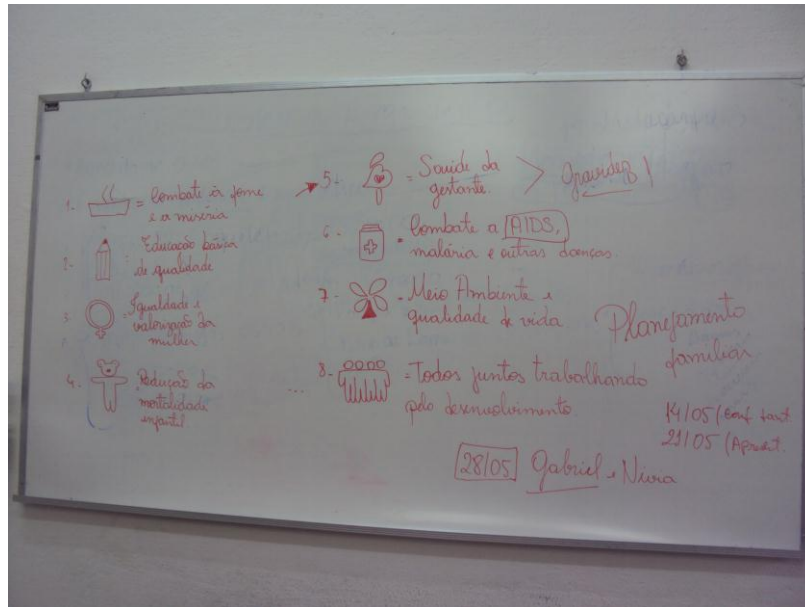 1. = Combate à fome
e a miséria
2. Educação básica
de qualidade
3. = Igualdade e
valorização da
mulher
4. Redução da
mortalidade
infantil
5. = Saúde da
gestante. > Gravidez!
6. = Combate a AIDS,
malária e outras doenças.
7. = Meio Ambiente e
qualidade de vida.
8. = Todos juntos trabalhando
pelo desenvolvimento
...
Planejamento
familiar
14/05 (
21/05 (Apresent.
28/05 Gabriel e Nivia